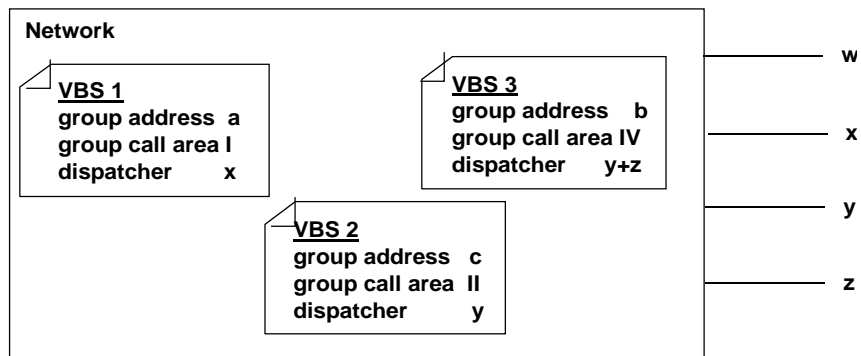 Network
VBS 1
group address a
group call area I
dispatcher x
VBS 3
group address b
group call area IV
dispatcher y+z
VBS 2
group address c
group call area II
dispatcher y
w
x
y
z